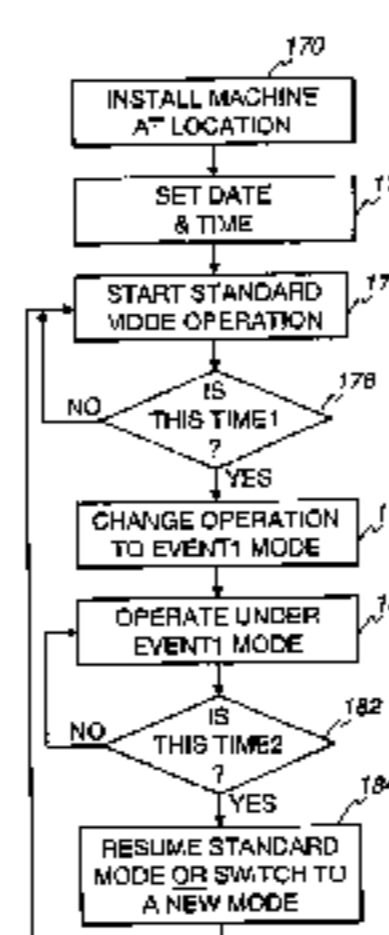 170
INSTALL MACHINE
AT LOCATION
SET DATE
& TIME
START STANDARD
MODE OPERATION
IS
THIS TIME1
?
178
NO
YES
CHANGE OPERATION
TO EVENT1 MODE
OPERATE UNDER
EVENT1 MODE
IS
THIS TIME2
?
182
NO
YES
184
RESUME STANDARD
MODE OR SWITCH TO
A NEW MODE